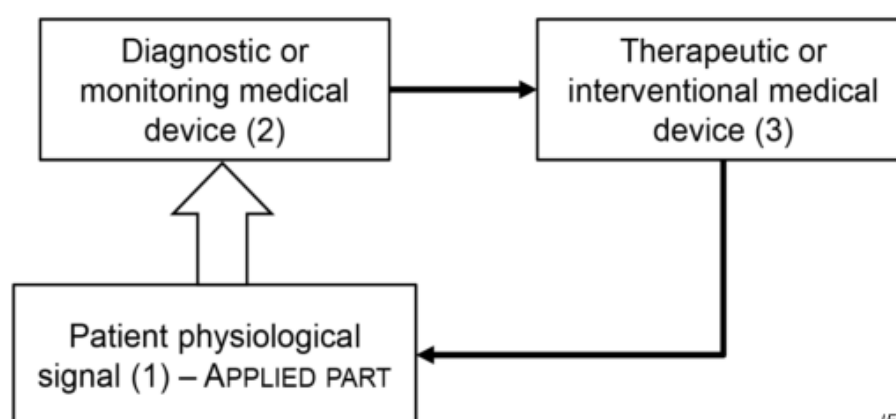 Diagnostic or
monitoring medical
device (2)
Therapeutic or
interventional medical
device (3)
Patient physiological
signal (1) – APPLIED PART